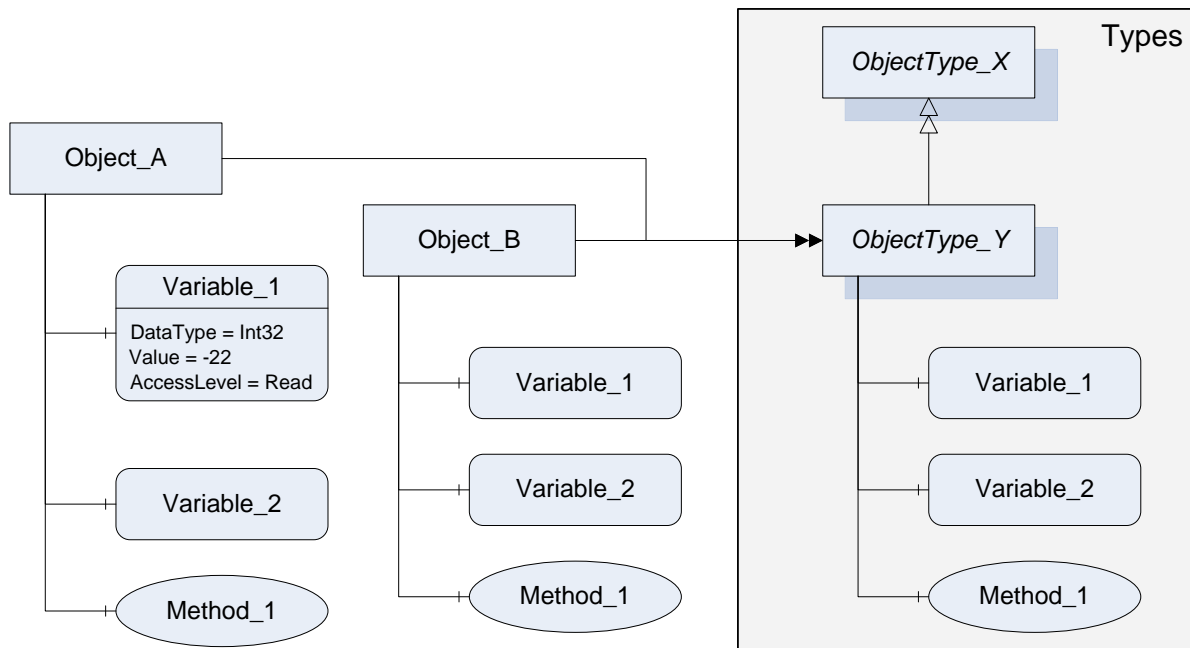 Types
ObjectType_X
Object_A
Object_B
ObjectType_Y
Variable_1
DataType = Int32
Value = -22
AccessLevel = Read
Variable_1
Variable_1
Variable_2
Variable_2
Variable_2
Method_1
Method_1
Method_1